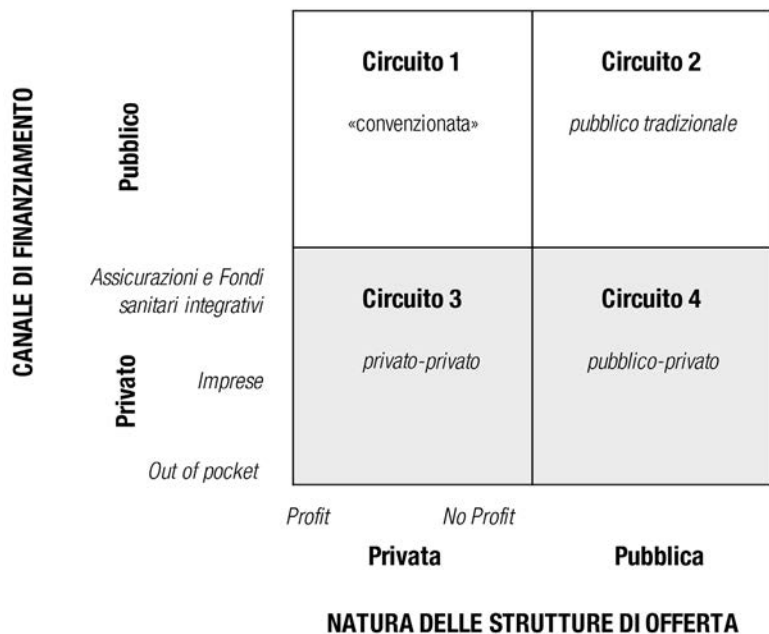 CANALE DI FINANZIAMENTO
Pubblico
Circuito 1
Circuito 2
«convenzionata»
pubblico tradizionale
Assicurazioni e Fondi
sanitari integrativi
Privato
Circuito 3
Circuito 4
privato-privato
pubblico-privato
Imprese
Out of pocket
Profit
No Profit
Privata
Pubblica
NATURA DELLE STRUTTURE DI OFFERTA